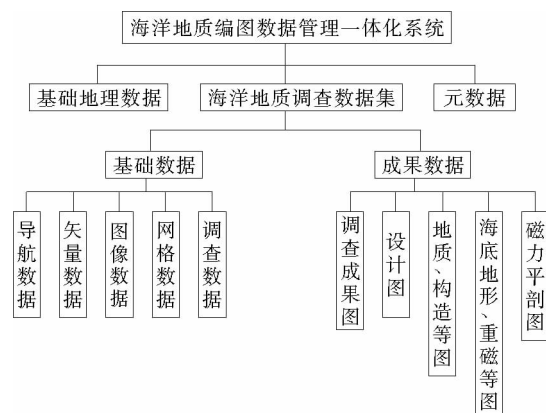 海洋地质编图数据管理一体化系统
基础地理数据
海洋地质调查数据集
元数据
基础数据
成果数据
导航数据
矢量数据
图像数据
网格数据
调查数据
调查成果图
设计图
地质、构造等图
海底地形、重磁等图
磁力平剖图